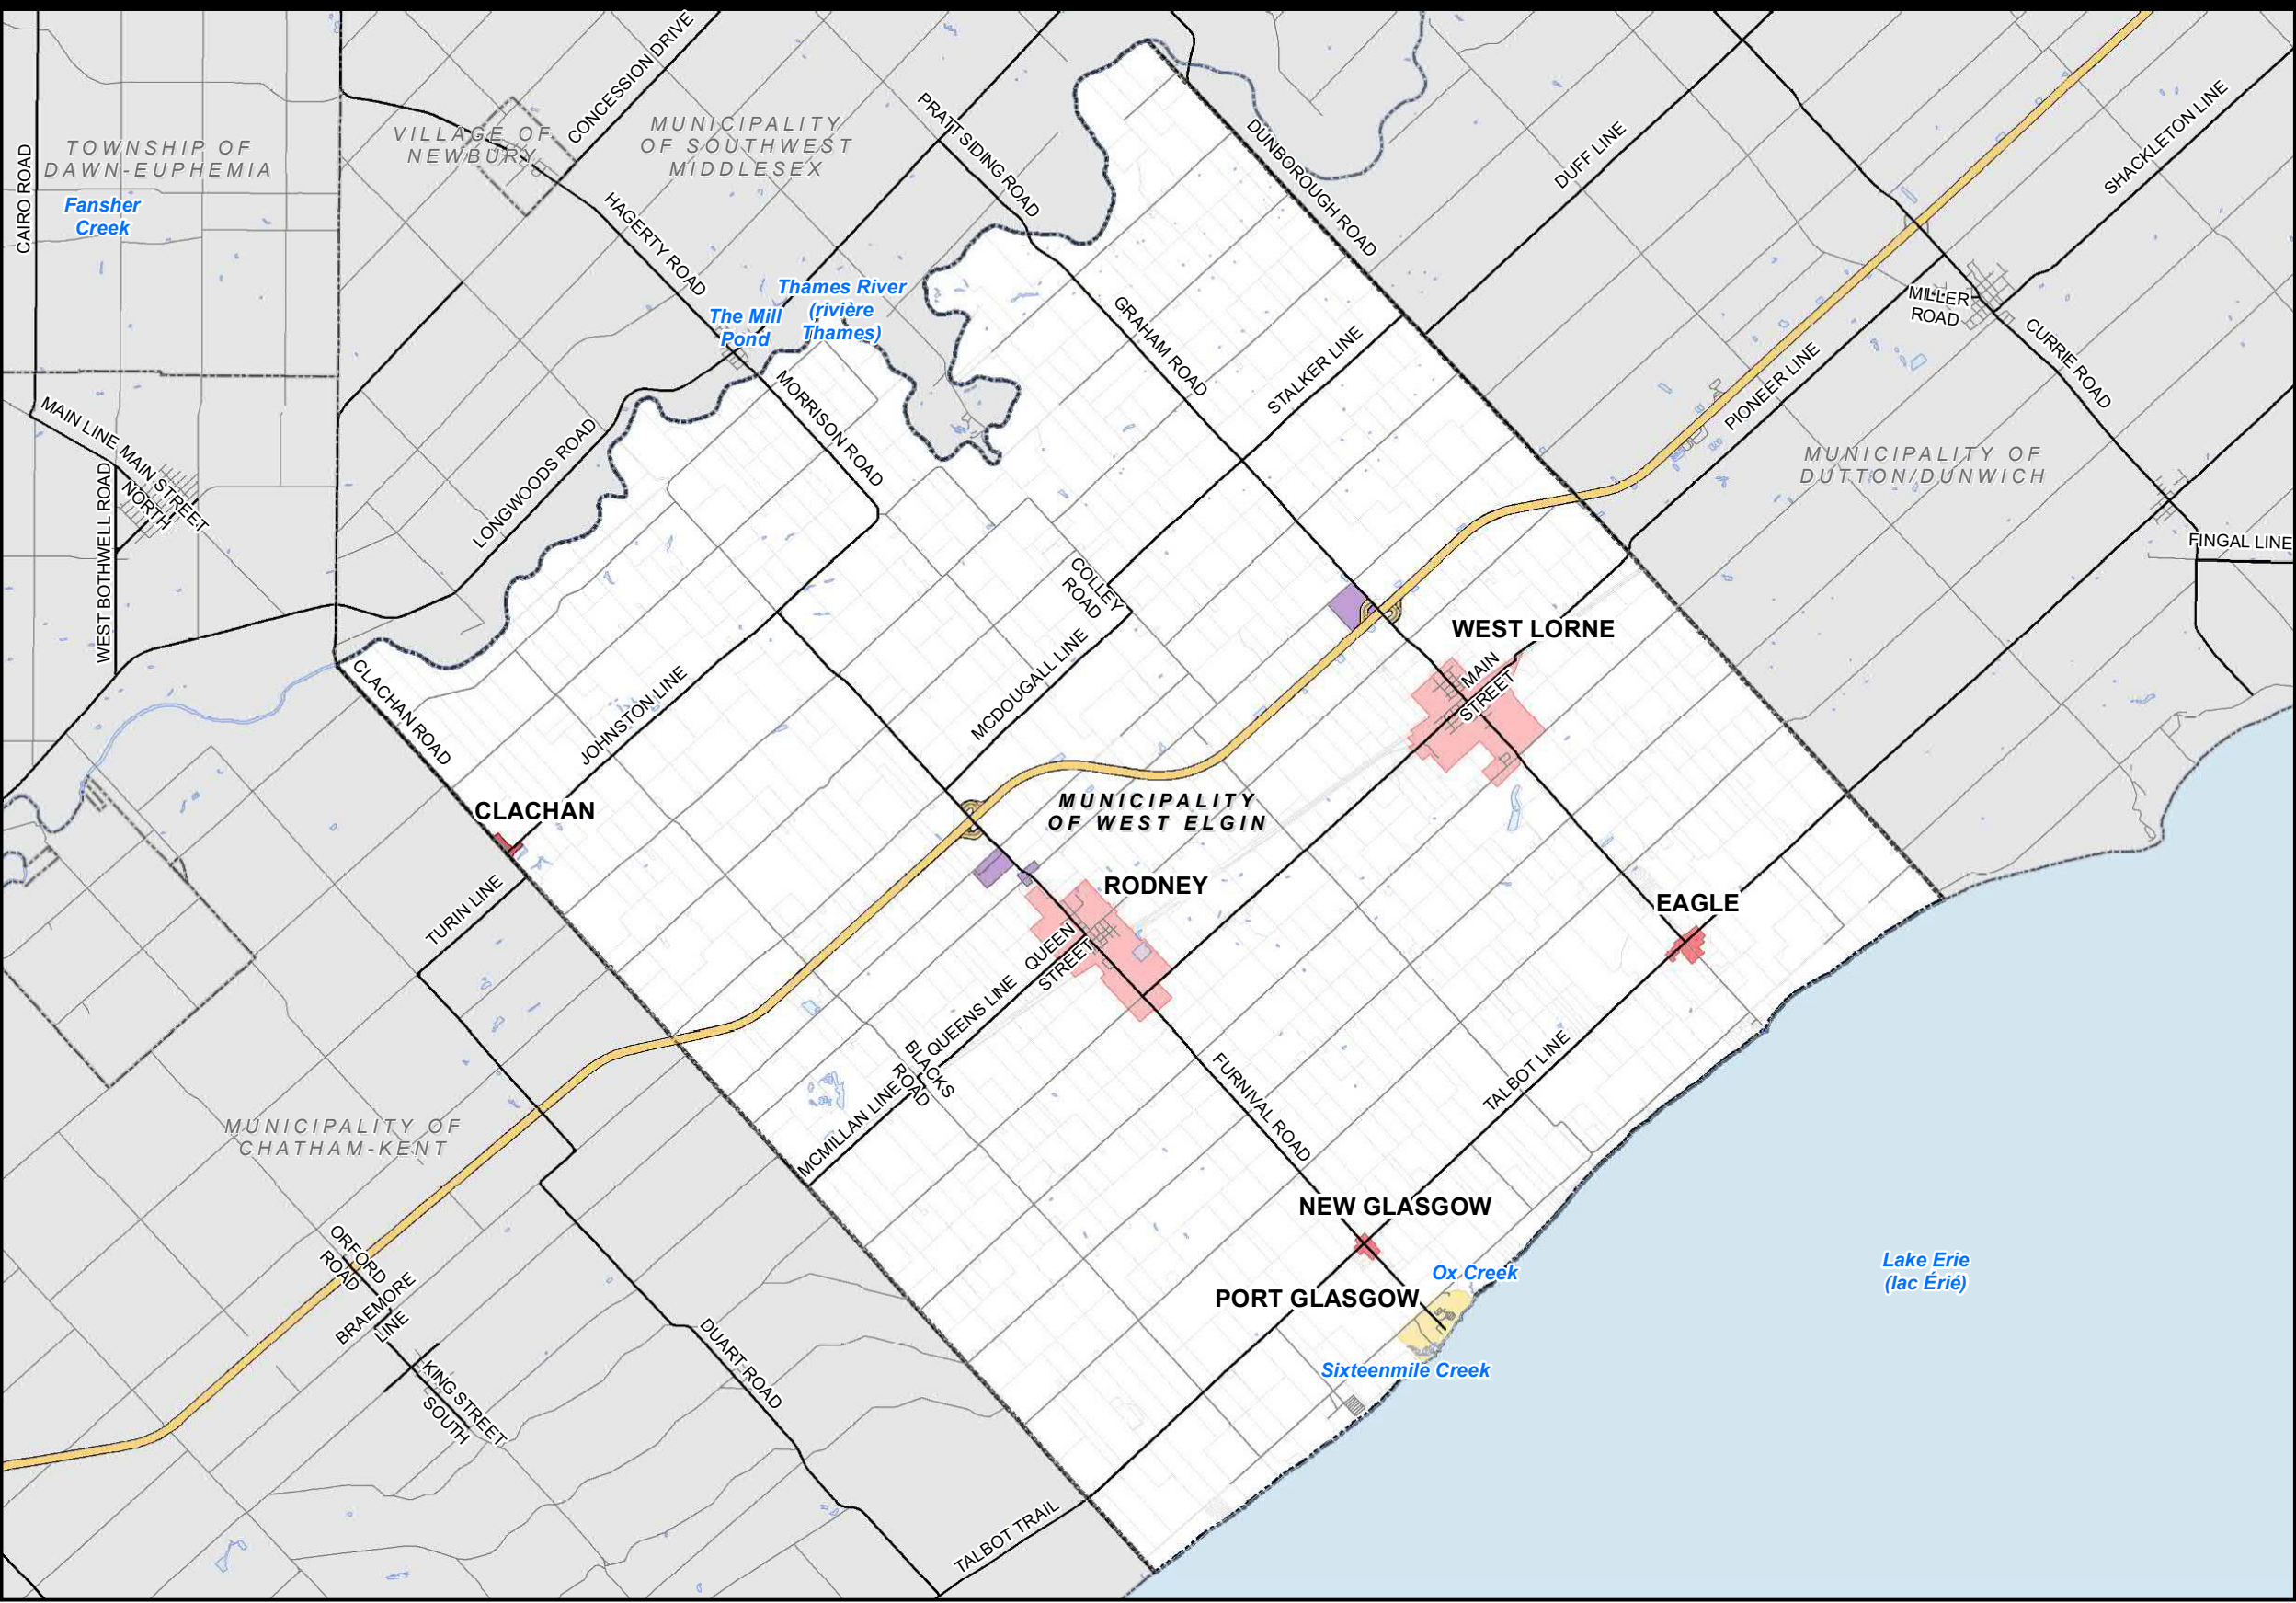 CONCESSION DRIVE
PRATT SIDING ROAD
DUNBOROUGH ROAD
DUFF LINE
SHACKLETON LINE
CAIRO ROAD
TOWNSHIP OF
DAWN-EUPHEMIA
VILLAGE OF
NEWBURY
MUNICIPALITY
OF SOUTHWEST
MIDDLESEX
Fansher
Creek
HAGERTY ROAD
The Mill
Pond
Thames River
(rivière
Thames)
GRAHAM ROAD
STALKER LINE
MILLER
ROAD
CURRIE ROAD
PIONEER LINE
MAIN LINE
MAIN STREET
NORTH
WEST BOTHWELL ROAD
LONGWOODS ROAD
MORRISON ROAD
MUNICIPALITY OF
DUTTON/DUNWICH
FINGAL LINE
COLLEY
ROAD
MCDOUGALL LINE
WEST LORNE
MAIN
STREET
CLACHAN ROAD
JOHNSTON LINE
CLACHAN
MUNICIPALITY
OF WEST ELGIN
RODNEY
EAGLE
TURIN LINE
QUEEN
STREET
QUEENS LINE
BLACKS
ROAD
MCMILLAN LINE
FURNIVAL ROAD
TALBOT LINE
MUNICIPALITY OF
CHATHAM-KENT
NEW GLASGOW
Ox Creek
PORT GLASGOW
Sixteenmile Creek
Lake Erie
(lac Érié)
ORFORD
ROAD
BRAEMORE
LINE
KING STREET
SOUTH
DUART ROAD
TALBOT TRAIL